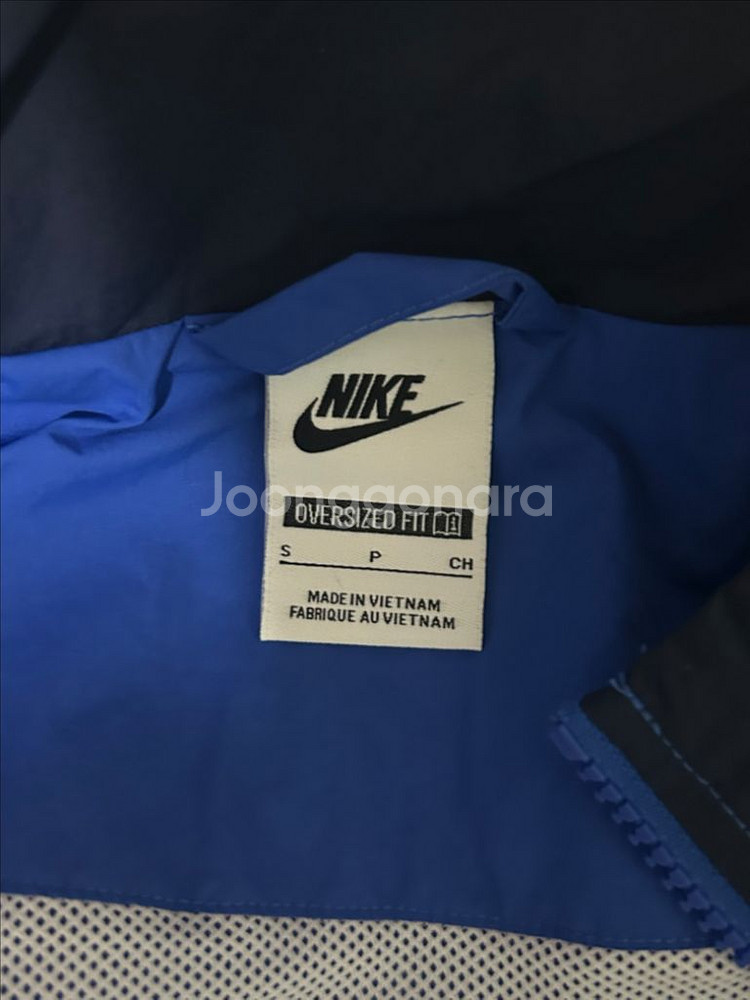 NIKE
Joonggonara
OVERSIZED FIT
S P CH
MADE IN VIETNAM
FABRIQUE AU VIETNAM